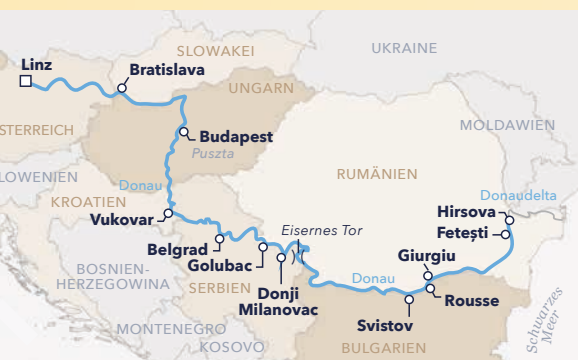 SLOWAKEI
UKRAINE
Linz
Bratislava
UNGARN
STERREICH
Budapest
Puszta
MOLDAWIEN
LOWENIEN
Donau
RUMÄNIEN
Donaudelta
KROATIEN
Vukovar
Hirsova
Eisernes Tor
Fetești
Belgrad
Golubac
Giurgiu
BOSNIEN-
HERZEGOWINA
SERBIEN
Donau
Donji
Milanovac
Rousse
Schwarzes
Meer
Svistov
MONTENEGRO
KOSOVO
BULGARIEN